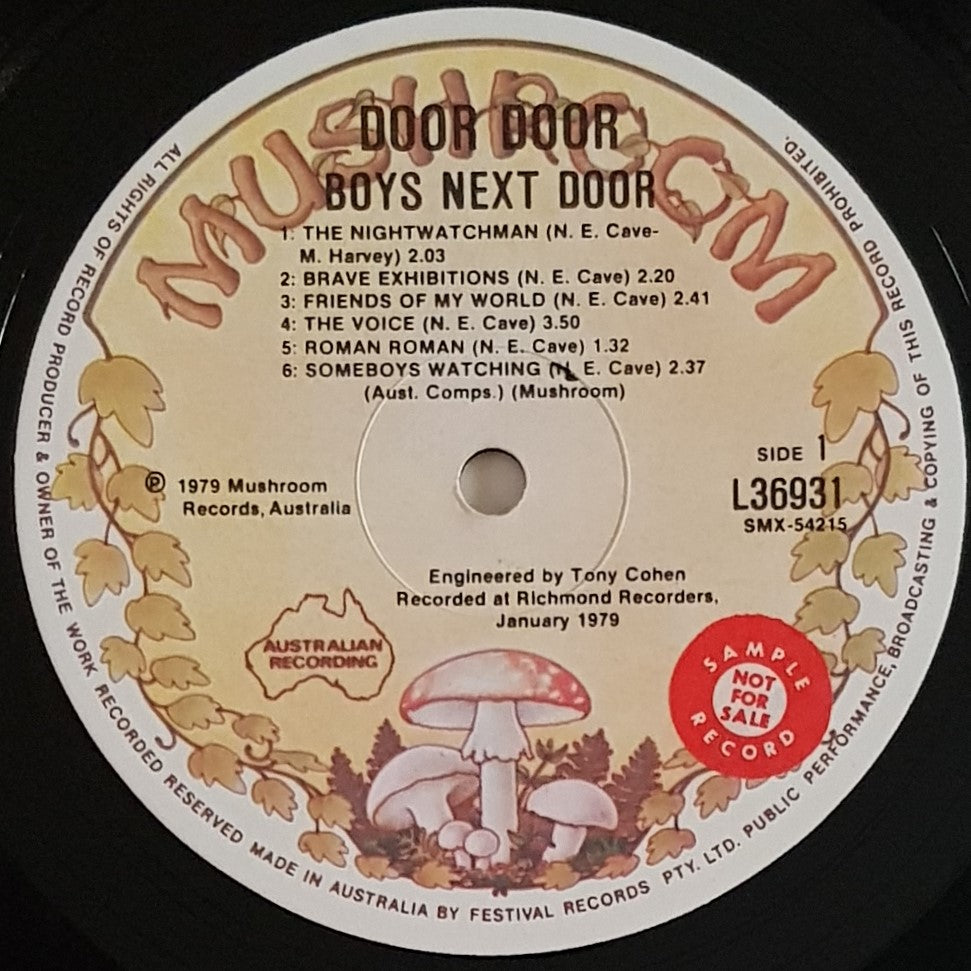 MUSHROOM
DOOR DOOR
BOYS NEXT DOOR
1: THE NIGHTWATCHMAN (N. E. Cave-
M. Harvey) 2.03
2: BRAVE EXHIBITIONS (N. E. Cave) 2.20
3: FRIENDS OF MY WORLD (N. E. Cave) 2.41
4: THE VOICE (N. E. Cave) 3.50
5: ROMAN ROMAN (N. E. Cave) 1.32
6: SOMEBOYS WATCHING (N. E. Cave) 2.37
(Aust. Comps.) (Mushroom)
SIDE 1
L36931
SMX-54215
℗ 1979 Mushroom
Records, Australia
Engineered by Tony Cohen
Recorded at Richmond Recorders,
January 1979
AUSTRALIAN
RECORDING
SAMPLE
NOT
FOR
SALE
RECORD
ALL RIGHTS OF RECORD PRODUCER & OWNER OF THE WORK RECORDED RESERVED MADE IN AUSTRALIA BY FESTIVAL RECORDS PTY. LTD. PUBLIC PERFORMANCE, BROADCASTING & COPYING OF THIS RECORD PROHIBITED.